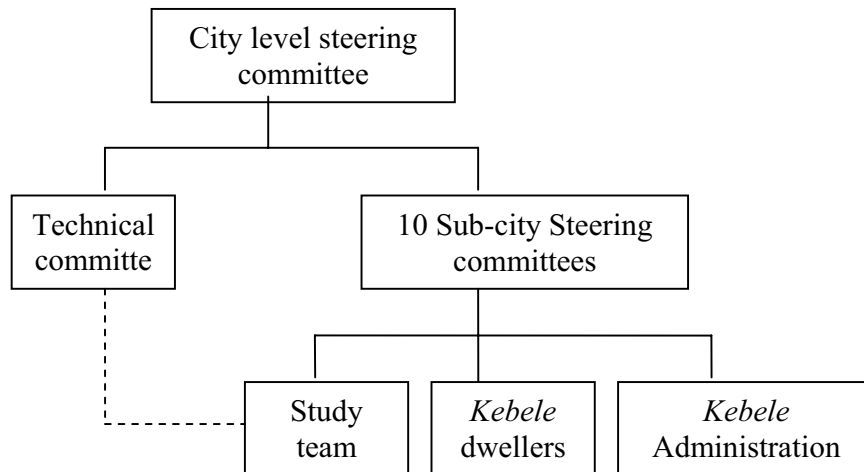 City level steering
committee
Technical
committe
10 Sub-city Steering
committees
Study
team
Kebele
dwellers
Kebele
Administration